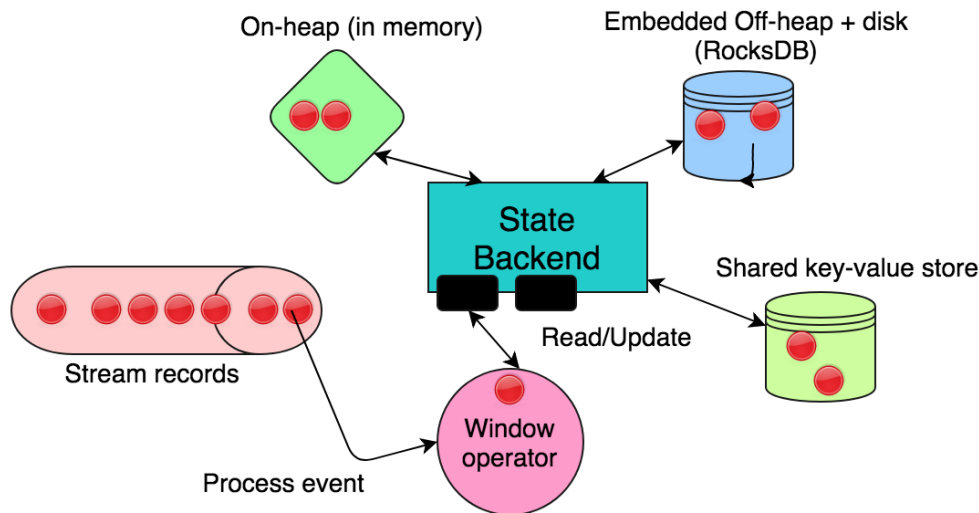 On-heap (in memory)
Embedded Off-heap + disk
(RocksDB)
State
Backend
Shared key-value store
Stream records
Read/Update
Window
operator
Process event